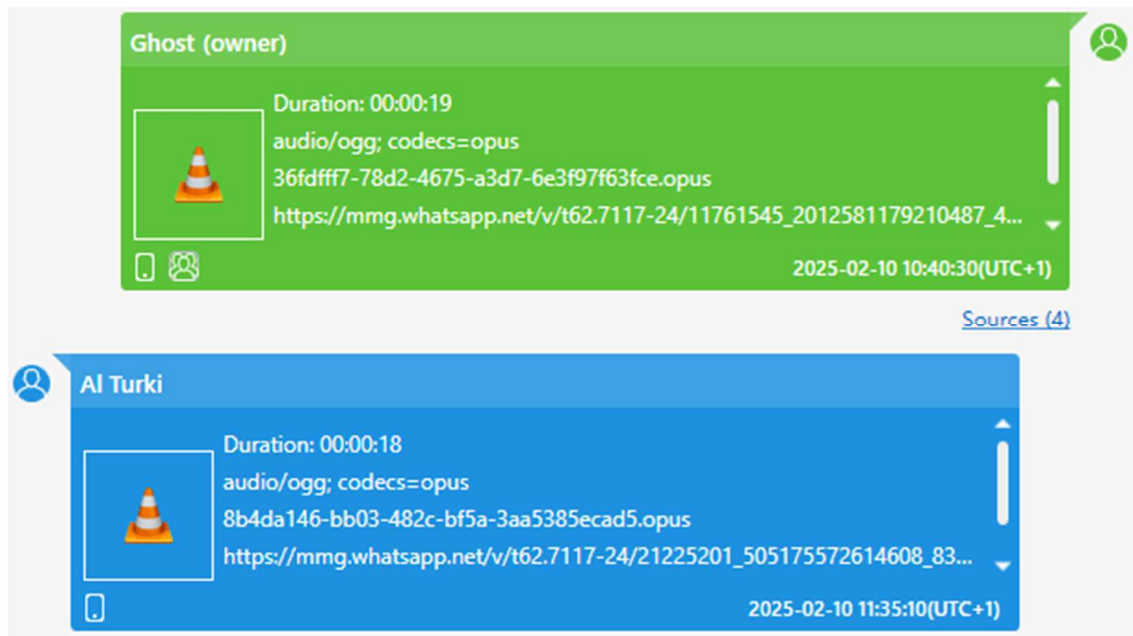 Ghost (owner)
Duration: 00:00:19
audio/ogg; codecs=opus
36fdfff7-78d2-4675-a3d7-6e3f97f63fce.opus
https://mmg.whatsapp.net/v/t62.7117-24/11761545_2012581179210487_4...
2025-02-10 10:40:30(UTC+1)
Sources (4)
Al Turki
Duration: 00:00:18
audio/ogg; codecs=opus
8b4da146-bb03-482c-bf5a-3aa5385ecad5.opus
https://mmg.whatsapp.net/v/t62.7117-24/21225201_505175572614608_83...
2025-02-10 11:35:10(UTC+1)